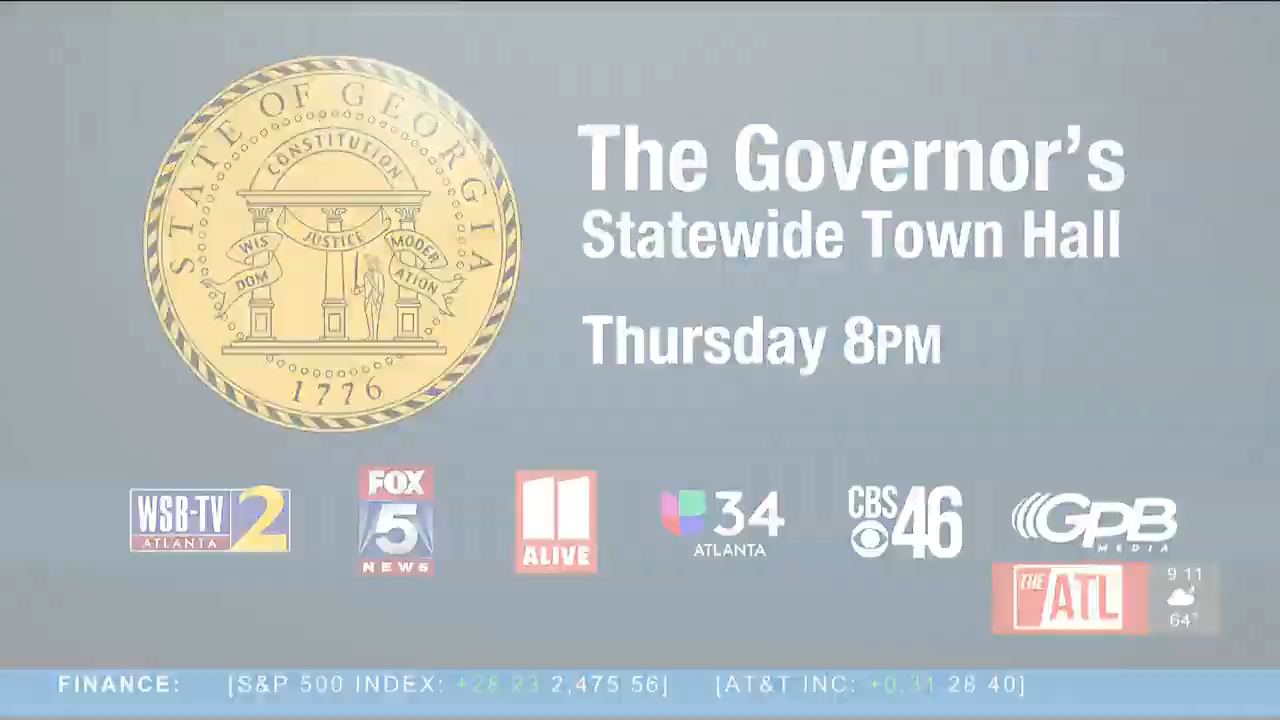 STATE OF GEORGIA
CONSTITUTION
WIS
DOM
JUSTICE
MODER
ATION
1776
The Governor's
Statewide Town Hall
Thursday 8PM
WSB-TV 2
ATLANTA
FOX
5
NEWS
11
ALIVE
34
ATLANTA
CBS
46
GPB
MEDIA
THE ATL
9 11
64°
FINANCE: [S&P 500 INDEX: +28 23 2,475 56] [AT&T INC: +0.31 28 40]